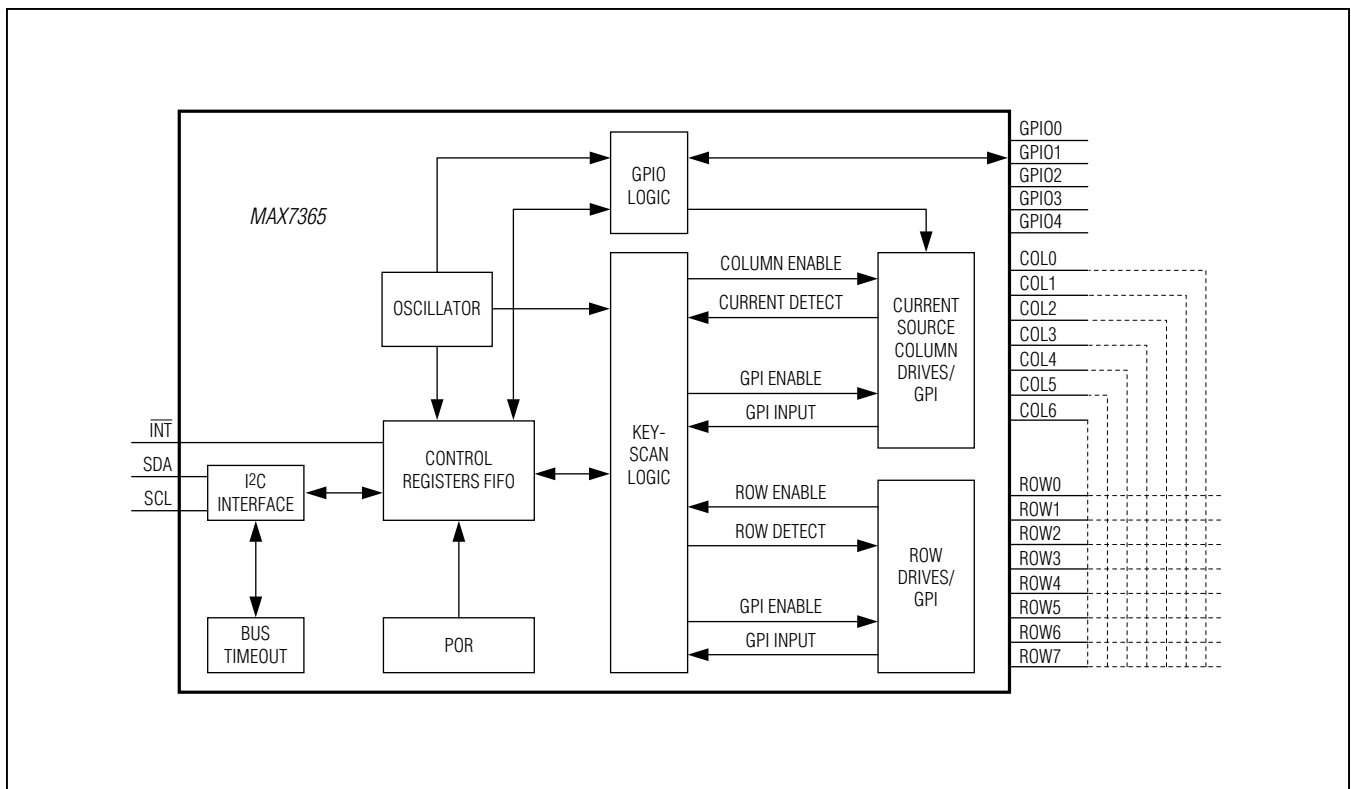 MAX7365
GPIO
LOGIC
GPIO0
GPIO1
GPIO2
GPIO3
GPIO4
OSCILLATOR
COLUMN ENABLE
CURRENT DETECT
GPI ENABLE
GPI INPUT
CURRENT
SOURCE
COLUMN
DRIVES/
GPI
COL0
COL1
COL2
COL3
COL4
COL5
COL6
INT
SDA
SCL
I2C
INTERFACE
CONTROL
REGISTERS FIFO
KEY-
SCAN
LOGIC
ROW ENABLE
ROW DETECT
GPI ENABLE
GPI INPUT
ROW
DRIVES/
GPI
ROW0
ROW1
ROW2
ROW3
ROW4
ROW5
ROW6
ROW7
BUS
TIMEOUT
POR